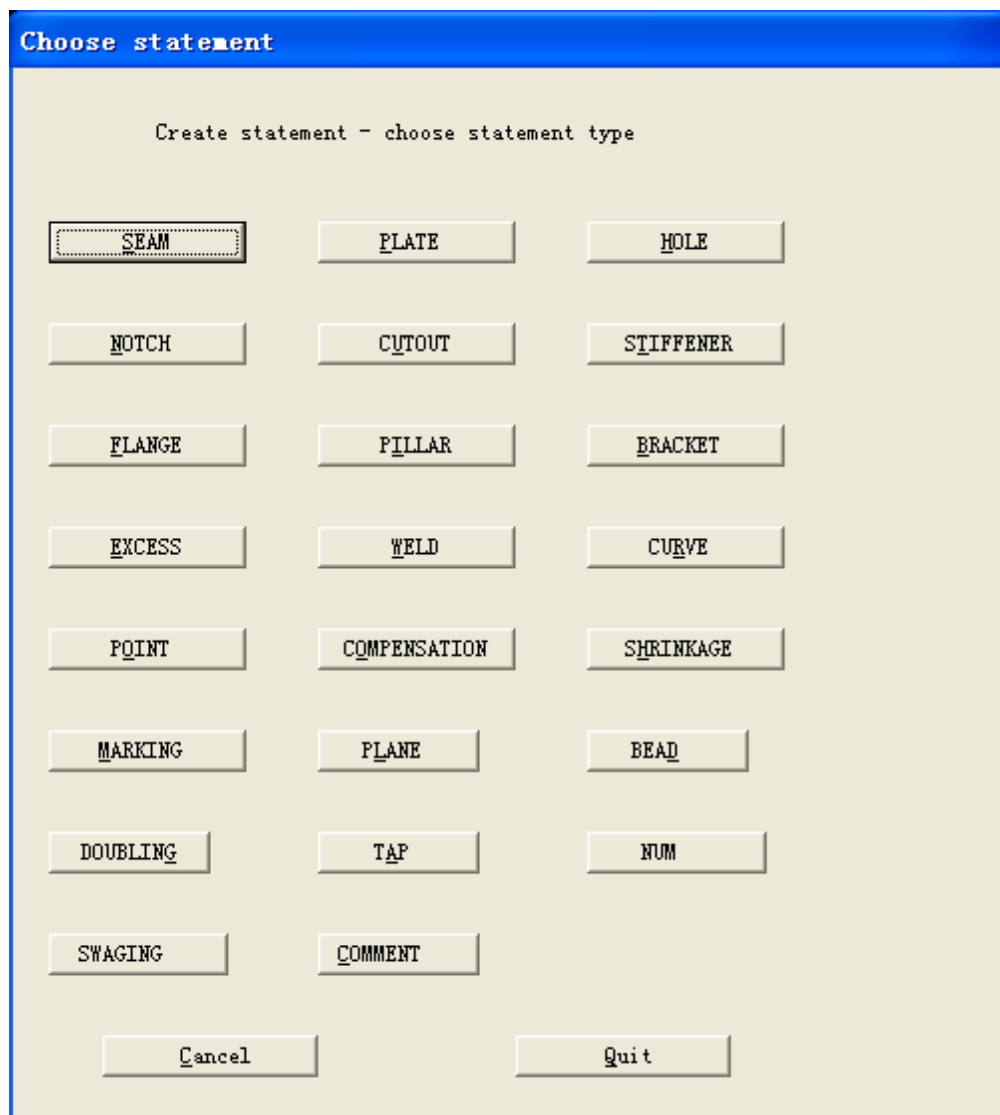 Choose statement
Create statement - choose statement type
SEAM PLATE HOLE
NOTCH CUTOUT STIFFENER
FLANGE PILLAR BRACKET
EXCESS WELD CURVE
POINT COMPENSATION SHRINKAGE
MARKING PLANE BEAD
DOUBLING TAP NUM
SWAGING COMMENT
Cancel Quit